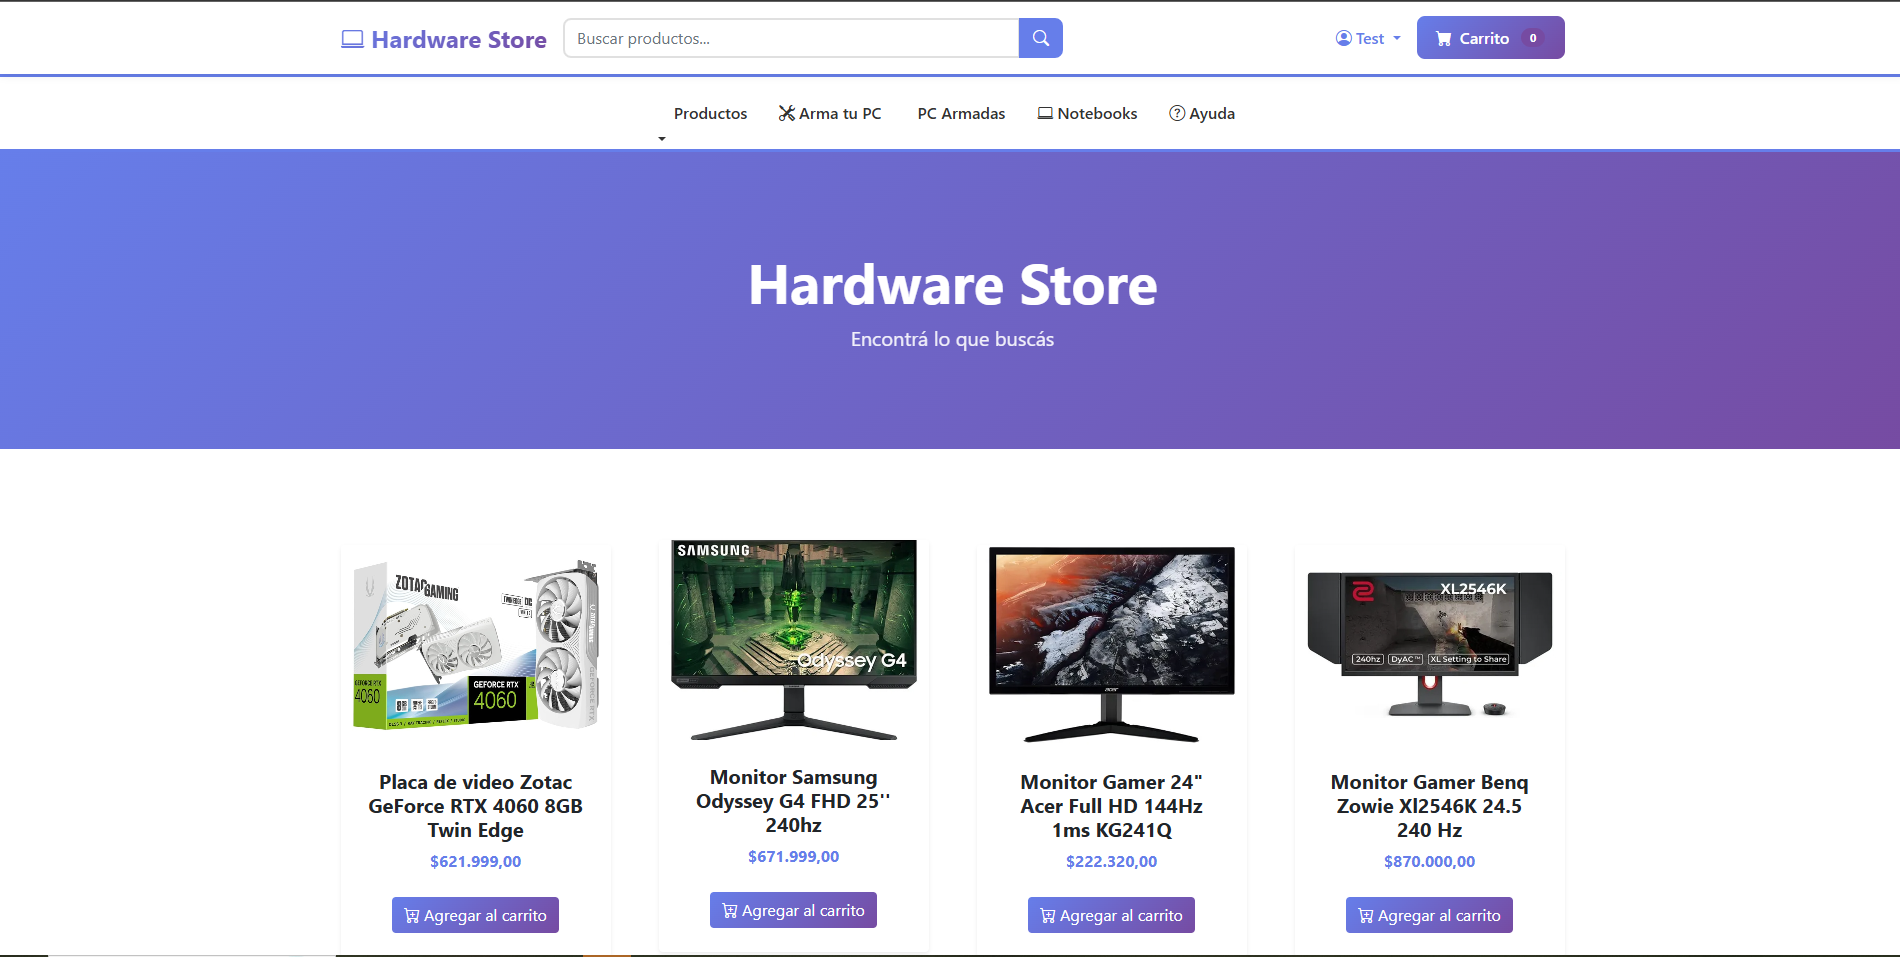 Hardware Store
Buscar productos...
Test
Carrito 0
Productos
Arma tu PC
PC Armadas
Notebooks
Ayuda
Hardware Store
Encontrá lo que buscás
ZOTAC GAMING
GEFORCE RTX
4060
GEFORCE RTX
4060
Placa de video Zotac
GeForce RTX 4060 8GB
Twin Edge
$621.999,00
Agregar al carrito
SAMSUNG
Odyssey G4
Monitor Samsung
Odyssey G4 FHD 25''
240hz
$671.999,00
Agregar al carrito
acer
Monitor Gamer 24"
Acer Full HD 144Hz
1ms KG241Q
$222.320,00
Agregar al carrito
XL2546K
240hz
DyAC™
XL Setting to Share
Monitor Gamer Benq
Zowie Xl2546K 24.5
240 Hz
$870.000,00
Agregar al carrito